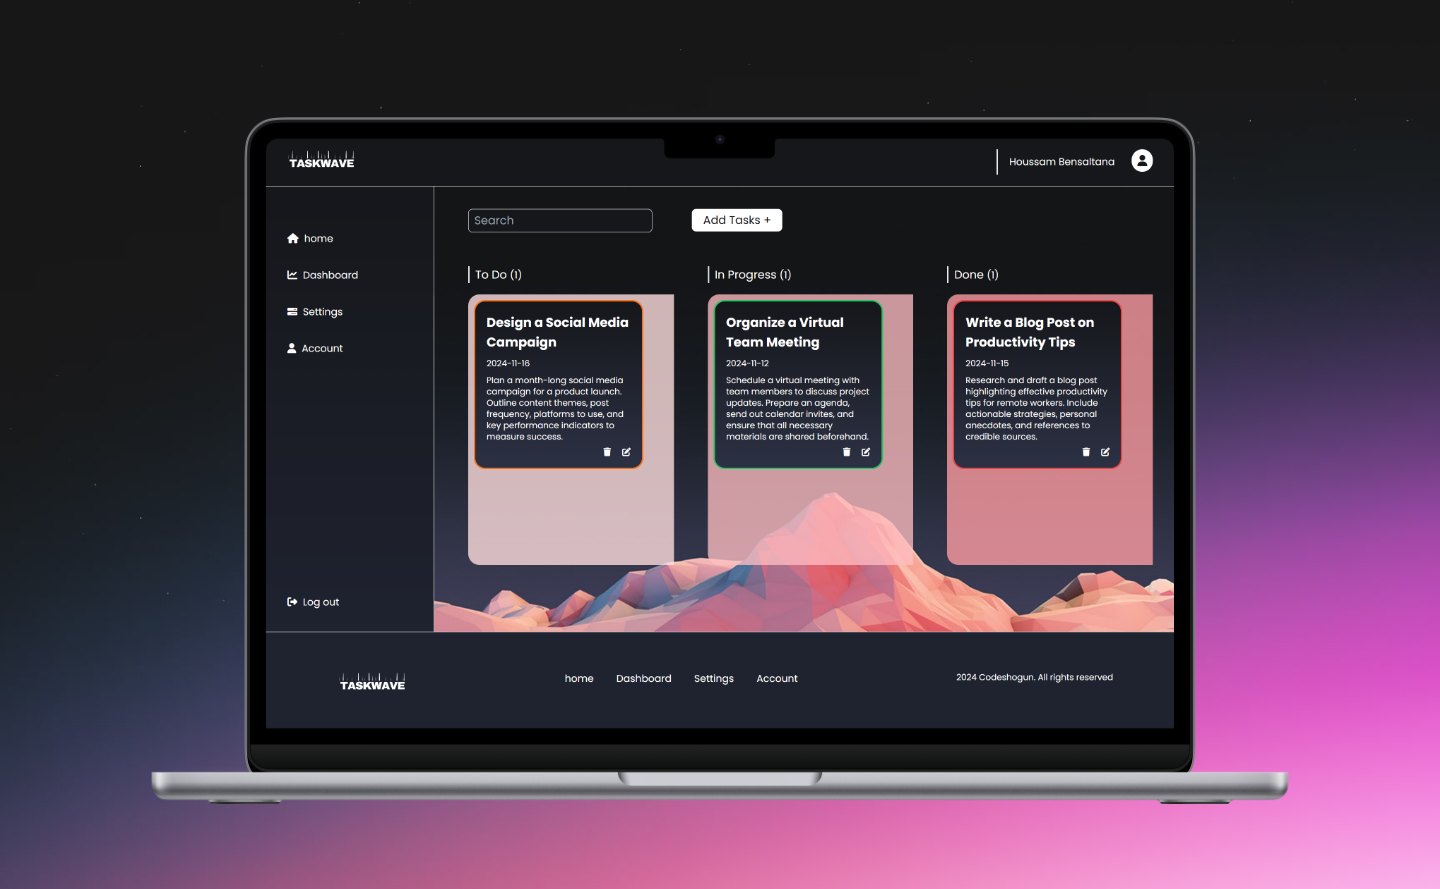 TASKWAVE
Houssam Bensaltana
home
Dashboard
Settings
Account
Log out
Search
Add Tasks +
To Do (1)
Design a Social Media
Campaign
2024-11-16
Plan a month-long social media
campaign for a product launch.
Outline content themes, post
frequency, platforms to use, and
key performance indicators to
measure success.
In Progress (1)
Organize a Virtual
Team Meeting
2024-11-12
Schedule a virtual meeting with
team members to discuss project
updates. Prepare an agenda,
send out calendar invites, and
ensure that all necessary
materials are shared beforehand.
Done (1)
Write a Blog Post on
Productivity Tips
2024-11-15
Research and draft a blog post
highlighting effective productivity
tips for remote workers. Include
actionable strategies, personal
anecdotes, and references to
credible sources.
TASKWAVE
home
Dashboard
Settings
Account
2024 Codeshogun. All rights reserved